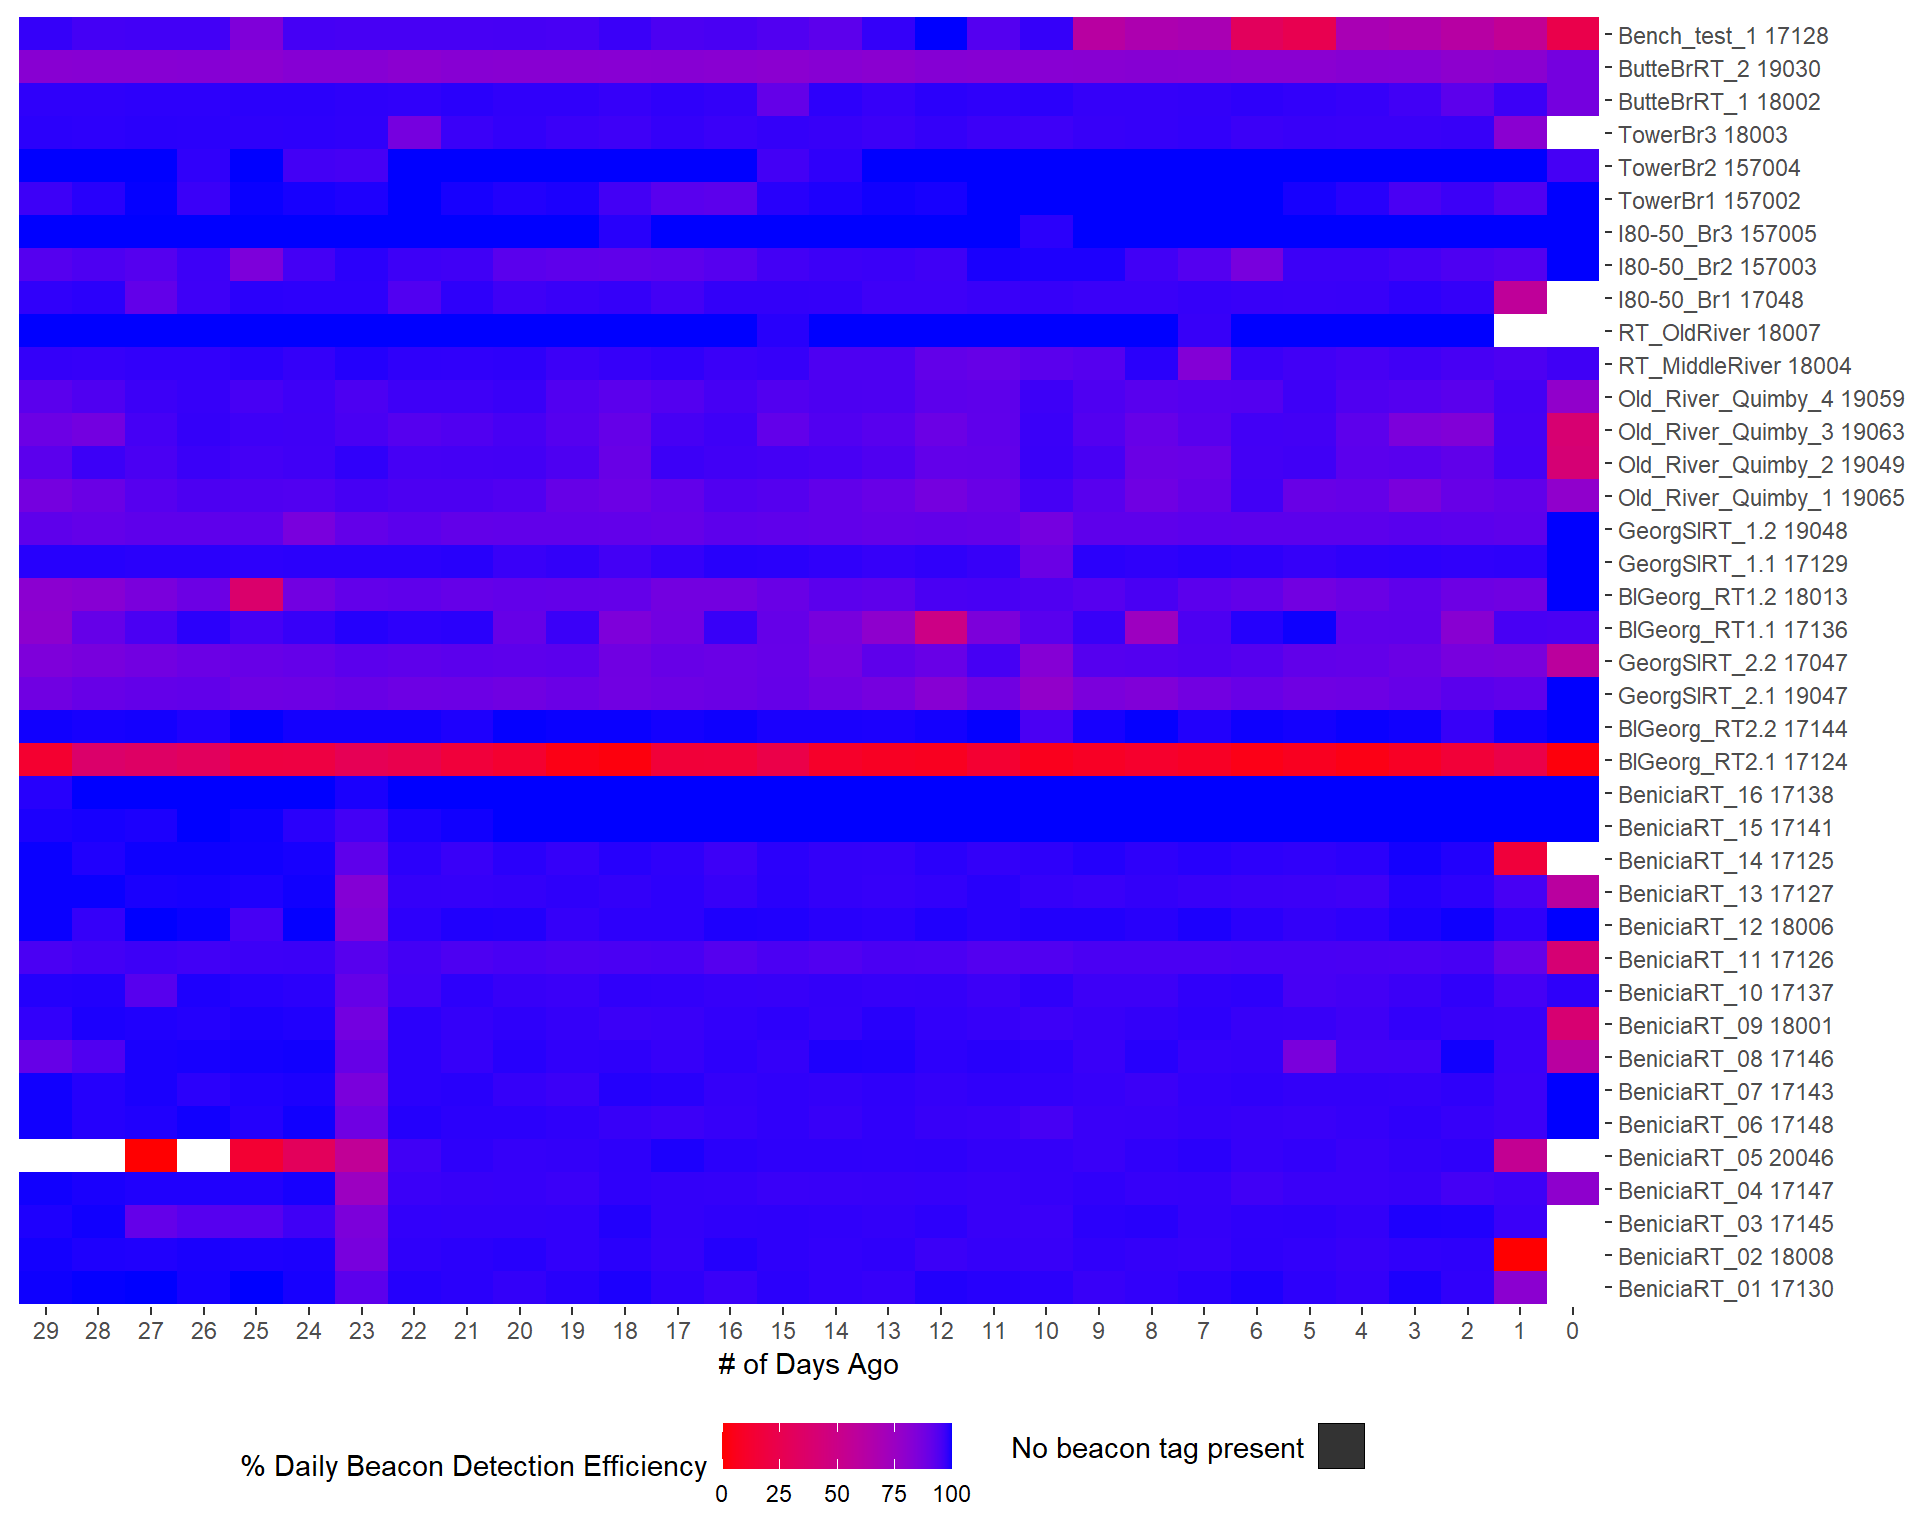 Bench_test_1 17128
ButteBrRT_2 19030
ButteBrRT_1 18002
TowerBr3 18003
TowerBr2 157004
TowerBr1 157002
I80-50_Br3 157005
I80-50_Br2 157003
I80-50_Br1 17048
RT_OldRiver 18007
RT_MiddleRiver 18004
Old_River_Quimby_4 19059
Old_River_Quimby_3 19063
Old_River_Quimby_2 19049
Old_River_Quimby_1 19065
GeorgSlRT_1.2 19048
GeorgSlRT_1.1 17129
BlGeorg_RT1.2 18013
BlGeorg_RT1.1 17136
GeorgSlRT_2.2 17047
GeorgSlRT_2.1 19047
BlGeorg_RT2.2 17144
BlGeorg_RT2.1 17124
BeniciaRT_16 17138
BeniciaRT_15 17141
BeniciaRT_14 17125
BeniciaRT_13 17127
BeniciaRT_12 18006
BeniciaRT_11 17126
BeniciaRT_10 17137
BeniciaRT_09 18001
BeniciaRT_08 17146
BeniciaRT_07 17143
BeniciaRT_06 17148
BeniciaRT_05 20046
BeniciaRT_04 17147
BeniciaRT_03 17145
BeniciaRT_02 18008
BeniciaRT_01 17130
29 28 27 26 25 24 23 22 21 20 19 18 17 16 15 14 13 12 11 10 9 8 7 6 5 4 3 2 1 0
# of Days Ago
% Daily Beacon Detection Efficiency
0 25 50 75 100
No beacon tag present